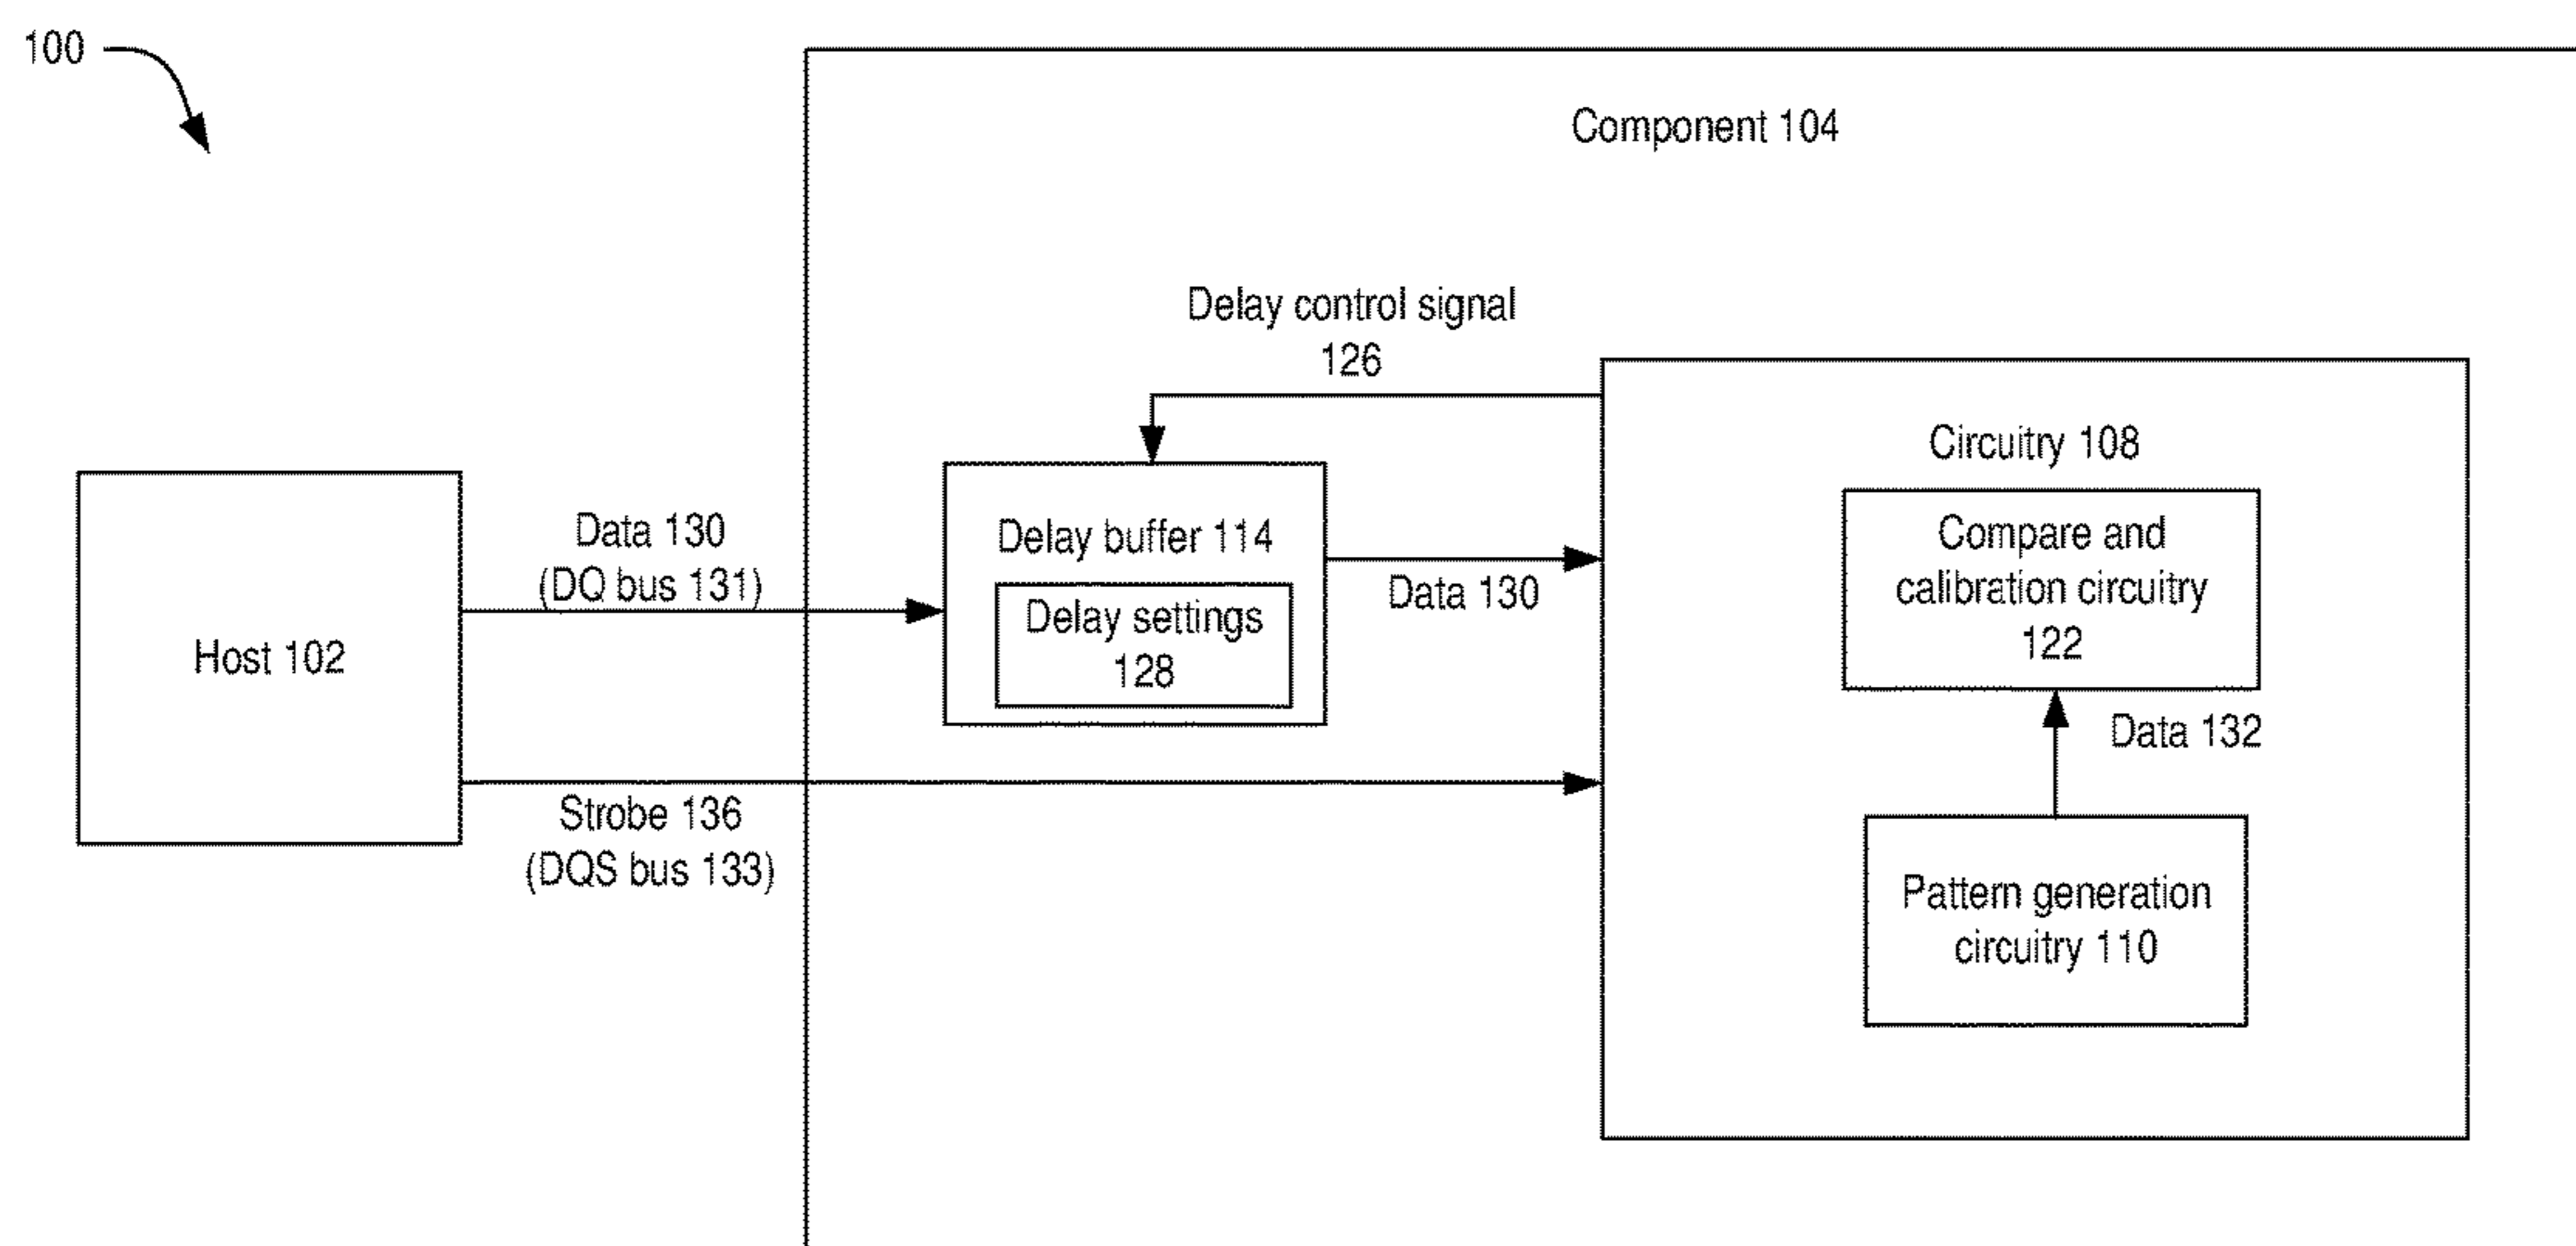 100
Component 104
Delay control signal
126
Circuitry 108
Compare and
calibration circuitry
122
Data 130
(DQ bus 131)
Delay buffer 114
Delay settings
128
Data 130
Host 102
Data 132
Strobe 136
(DQS bus 133)
Pattern generation
circuitry 110